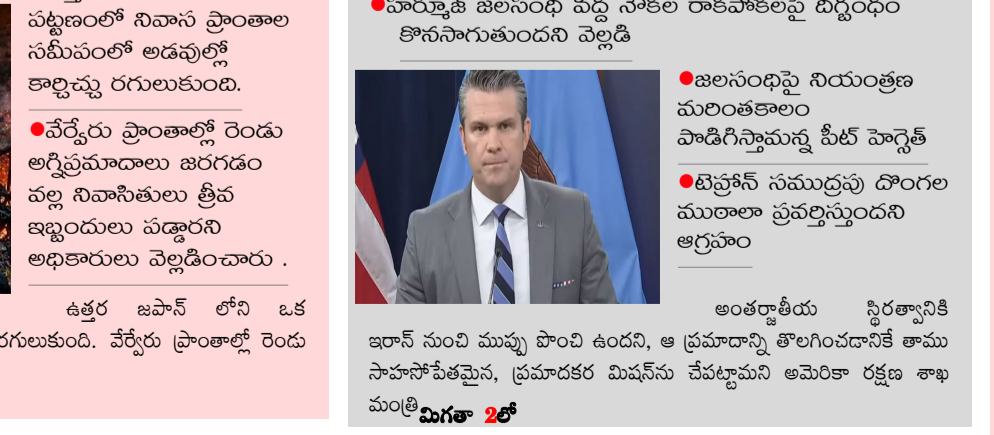 పట్టణంలో నివాస ప్రాంతాల
సమీపంలో అడవుల్లో
కార్చిచ్చు రగులుకుంది.
●వేర్వేరు ప్రాంతాల్లో రెండు
అగ్నిప్రమాదాలు జరగడం
వల్ల నివాసితులు త్రీవ
ఇబ్బందులు పడ్డారని
అధికారులు వెల్లడించారు .
ఉత్తర జపాన్ లోని ఒక
రగులుకుంది. వేర్వేరు ప్రాంతాల్లో రెండు
●హర్మూజ్ జలసంధి వద్ద నౌకల రాకపోకలపై దిగ్బంధం
కొనసాగుతుందని వెల్లడి
●జలసంధిపై నియంత్రణ
మరింతకాలం
పొడిగిస్తామన్న పీట్ హెగ్సెత్
●టెహ్రాన్ సముద్రపు దొంగల
ముఠాలా ప్రవర్తిస్తుందని
ఆగ్రహం
అంతర్జాతీయ స్థిరత్వానికి
ఇరాన్ నుంచి ముప్పు పొంచి ఉందని, ఆ ప్రమాదాన్ని తొలగించడానికే తాము
సాహసోపేతమైన, ప్రమాదకర మిషన్‌ను చేపట్టామని అమెరికా రక్షణ శాఖ
మంత్రి మిగతా 2లో